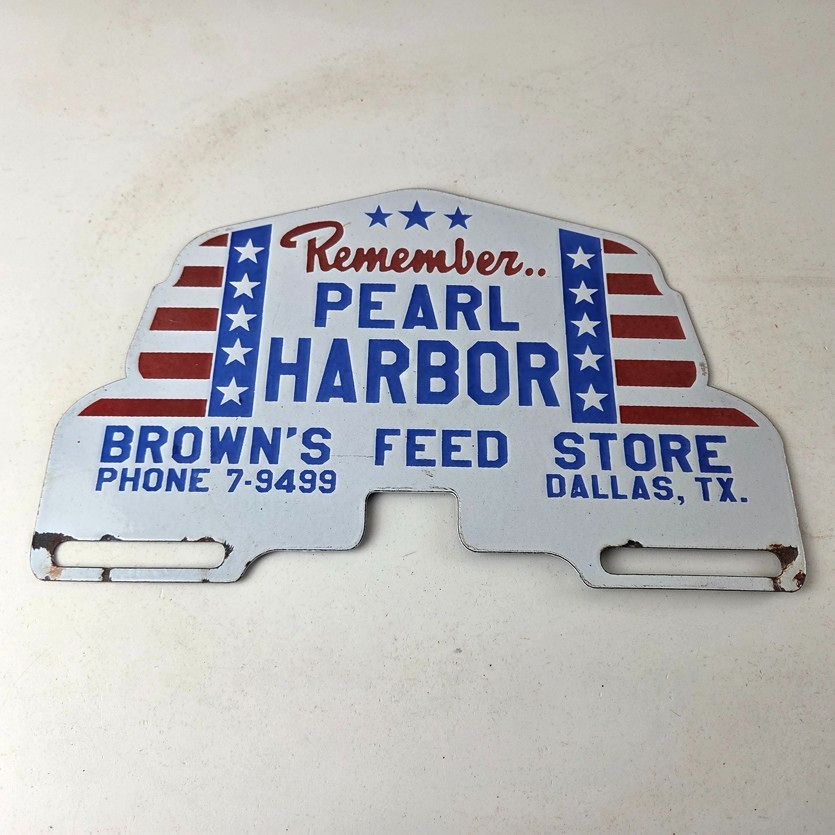 Remember..
PEARL
HARBOR
BROWN'S FEED STORE
PHONE 7-9499 DALLAS, TX.